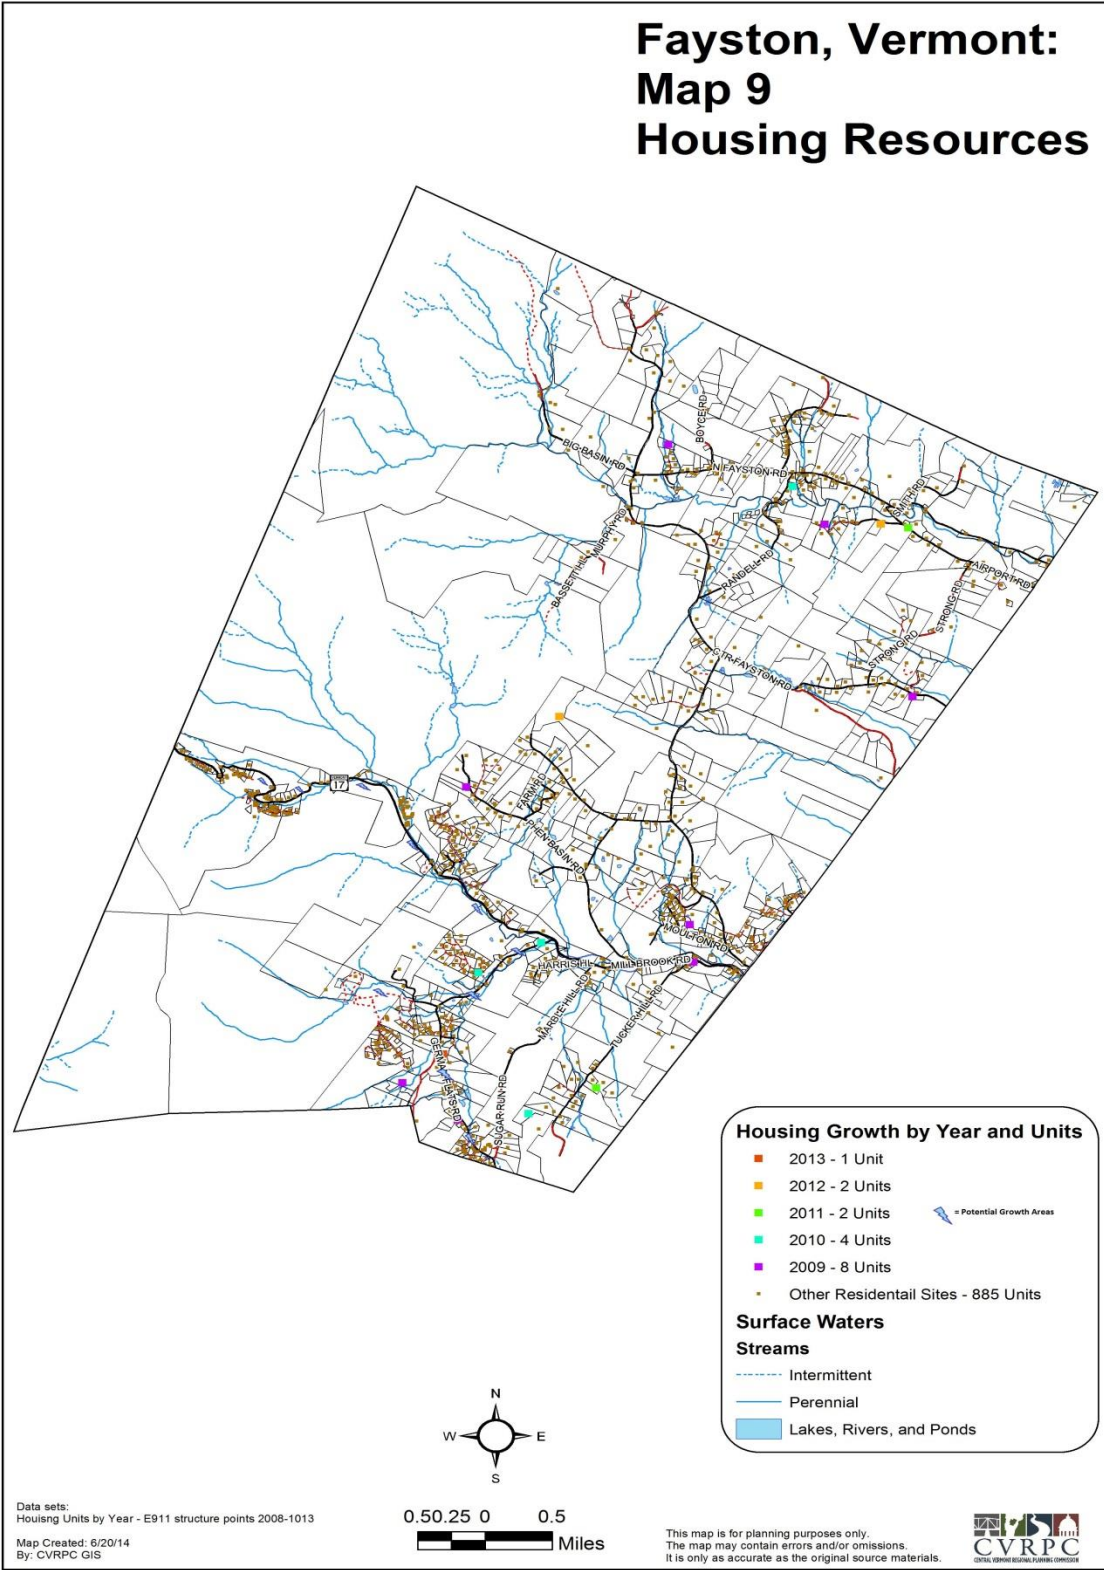 Fayston, Vermont:
Map 9
Housing Resources
BOYCE RD
BIG BASIN RD
N FAYSTON RD
SMITH RD
MURPHY RD
BASSETT HILL
RANDELL RD
AIRPORT RD
STRONG RD
STRONG RD
CTR FAYSTON RD
17
FARM RD
PHEN BASIN RD
MOULTON RD
HARRIS HILL
MILL BROOK RD
MARBLE HILL RD
TUCKER HILL RD
GERMAN FLATS RD
SUGAR RUN RD
Housing Growth by Year and Units
2013 - 1 Unit
2012 - 2 Units
2011 - 2 Units
= Potential Growth Areas
2010 - 4 Units
2009 - 8 Units
Other Residentail Sites - 885 Units
Surface Waters
Streams
Intermittent
Perennial
Lakes, Rivers, and Ponds
N
W E
S
Data sets:
Houisng Units by Year - E911 structure points 2008-1013
Map Created: 6/20/14
By: CVRPC GIS
0.50.25 0 0.5
Miles
This map is for planning purposes only.
The map may contain errors and/or omissions.
It is only as accurate as the original source materials.
CVRPC
CENTRAL VERMONT REGIONAL PLANNING COMMISSION